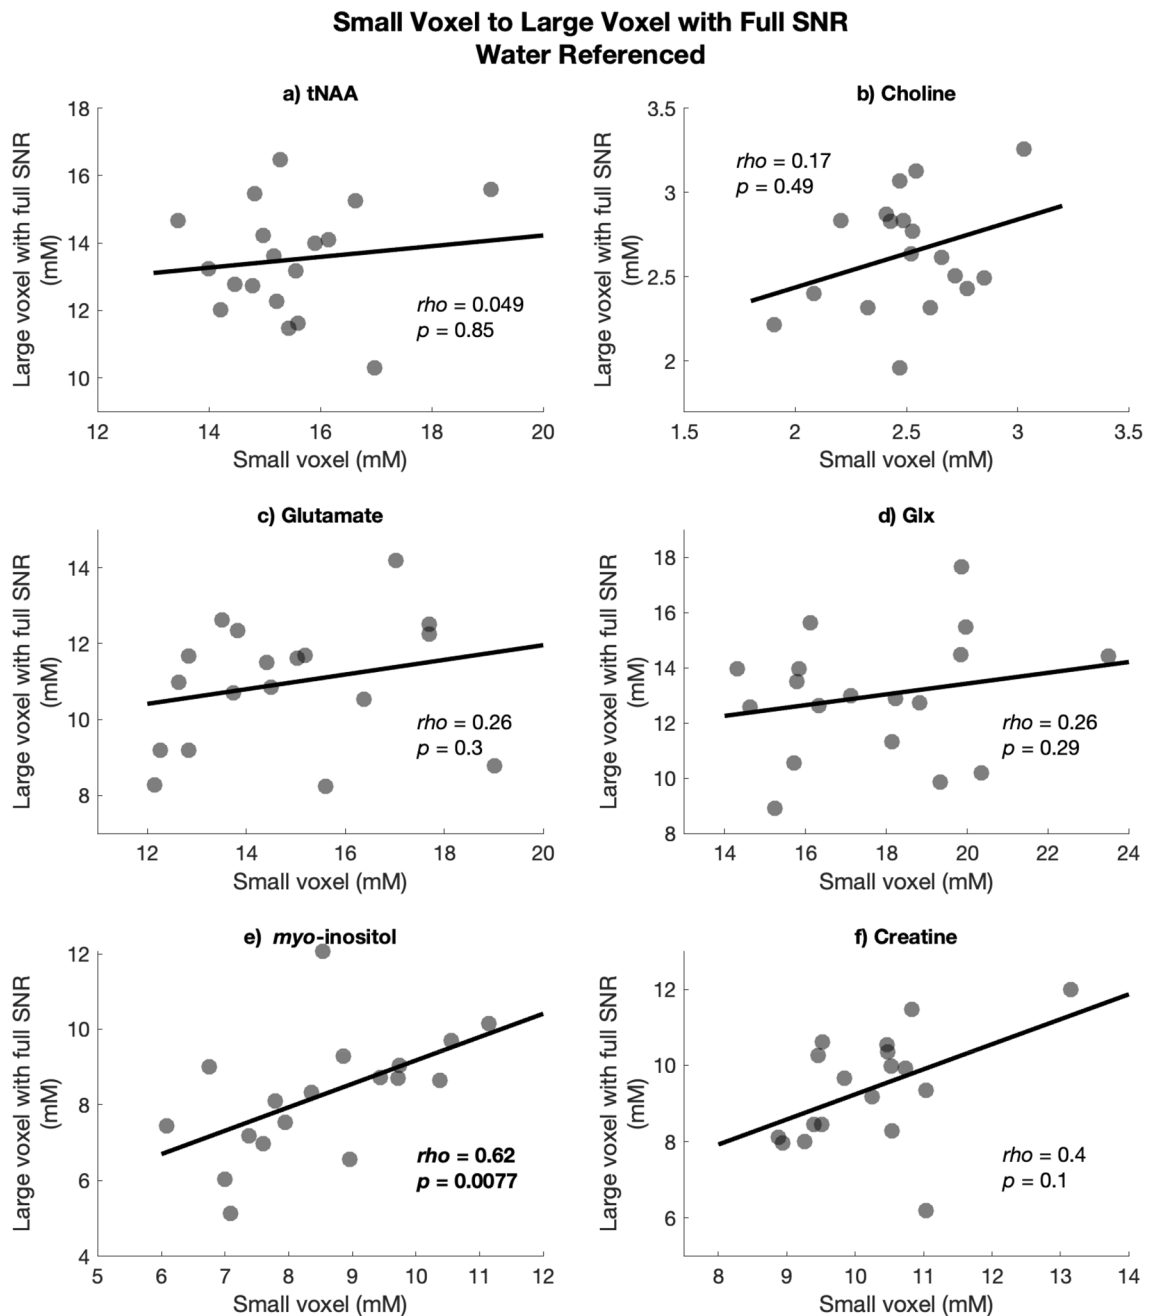 Small Voxel to Large Voxel with Full SNR
Water Referenced
a) tNAA
Large voxel with full SNR
(mM)
18
16
14
12
10
rho = 0.049
p = 0.85
12 14 16 18 20
Small voxel (mM)
b) Choline
Large voxel with full SNR
(mM)
3.5
3
2.5
2
rho = 0.17
p = 0.49
1.5 2 2.5 3 3.5
Small voxel (mM)
c) Glutamate
Large voxel with full SNR
(mM)
14
12
10
8
rho = 0.26
p = 0.3
12 14 16 18 20
Small voxel (mM)
d) Glx
Large voxel with full SNR
(mM)
18
16
14
12
10
8
rho = 0.26
p = 0.29
14 16 18 20 22 24
Small voxel (mM)
e) myo-inositol
Large voxel with full SNR
(mM)
12
10
8
6
4
rho = 0.62
p = 0.0077
5 6 7 8 9 10 11 12
Small voxel (mM)
f) Creatine
Large voxel with full SNR
(mM)
12
10
8
6
rho = 0.4
p = 0.1
8 9 10 11 12 13 14
Small voxel (mM)